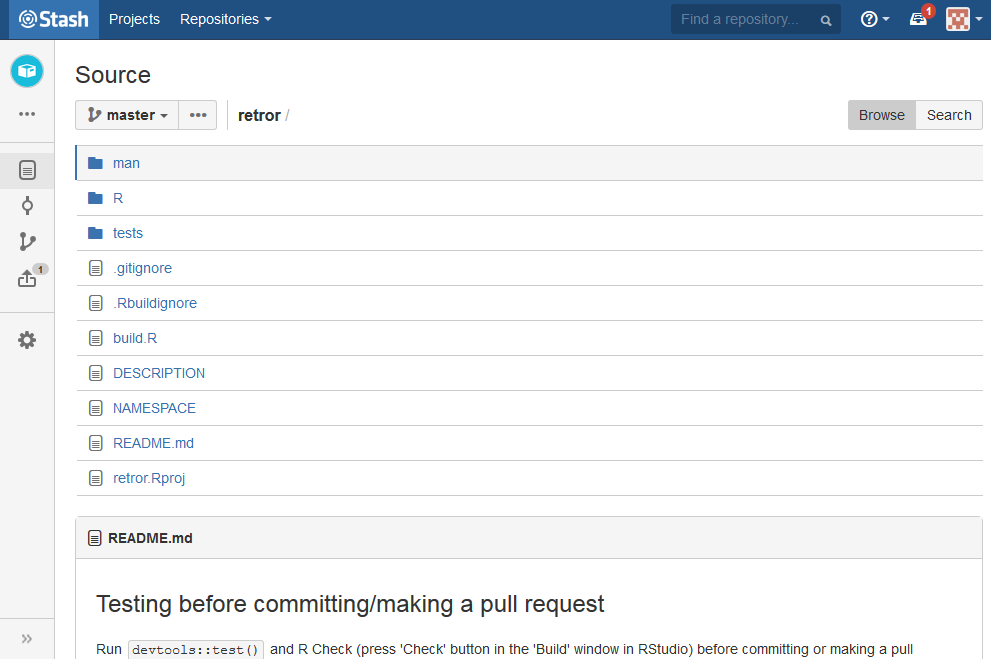 Stash Projects Repositories Find a repository... 1
Source
master retror / Browse Search
man
R
tests
.gitignore
1
.Rbuildignore
build.R
DESCRIPTION
NAMESPACE
README.md
retror.Rproj
README.md
Testing before committing/making a pull request
Run devtools::test() and R Check (press 'Check' button in the 'Build' window in RStudio) before committing or making a pull